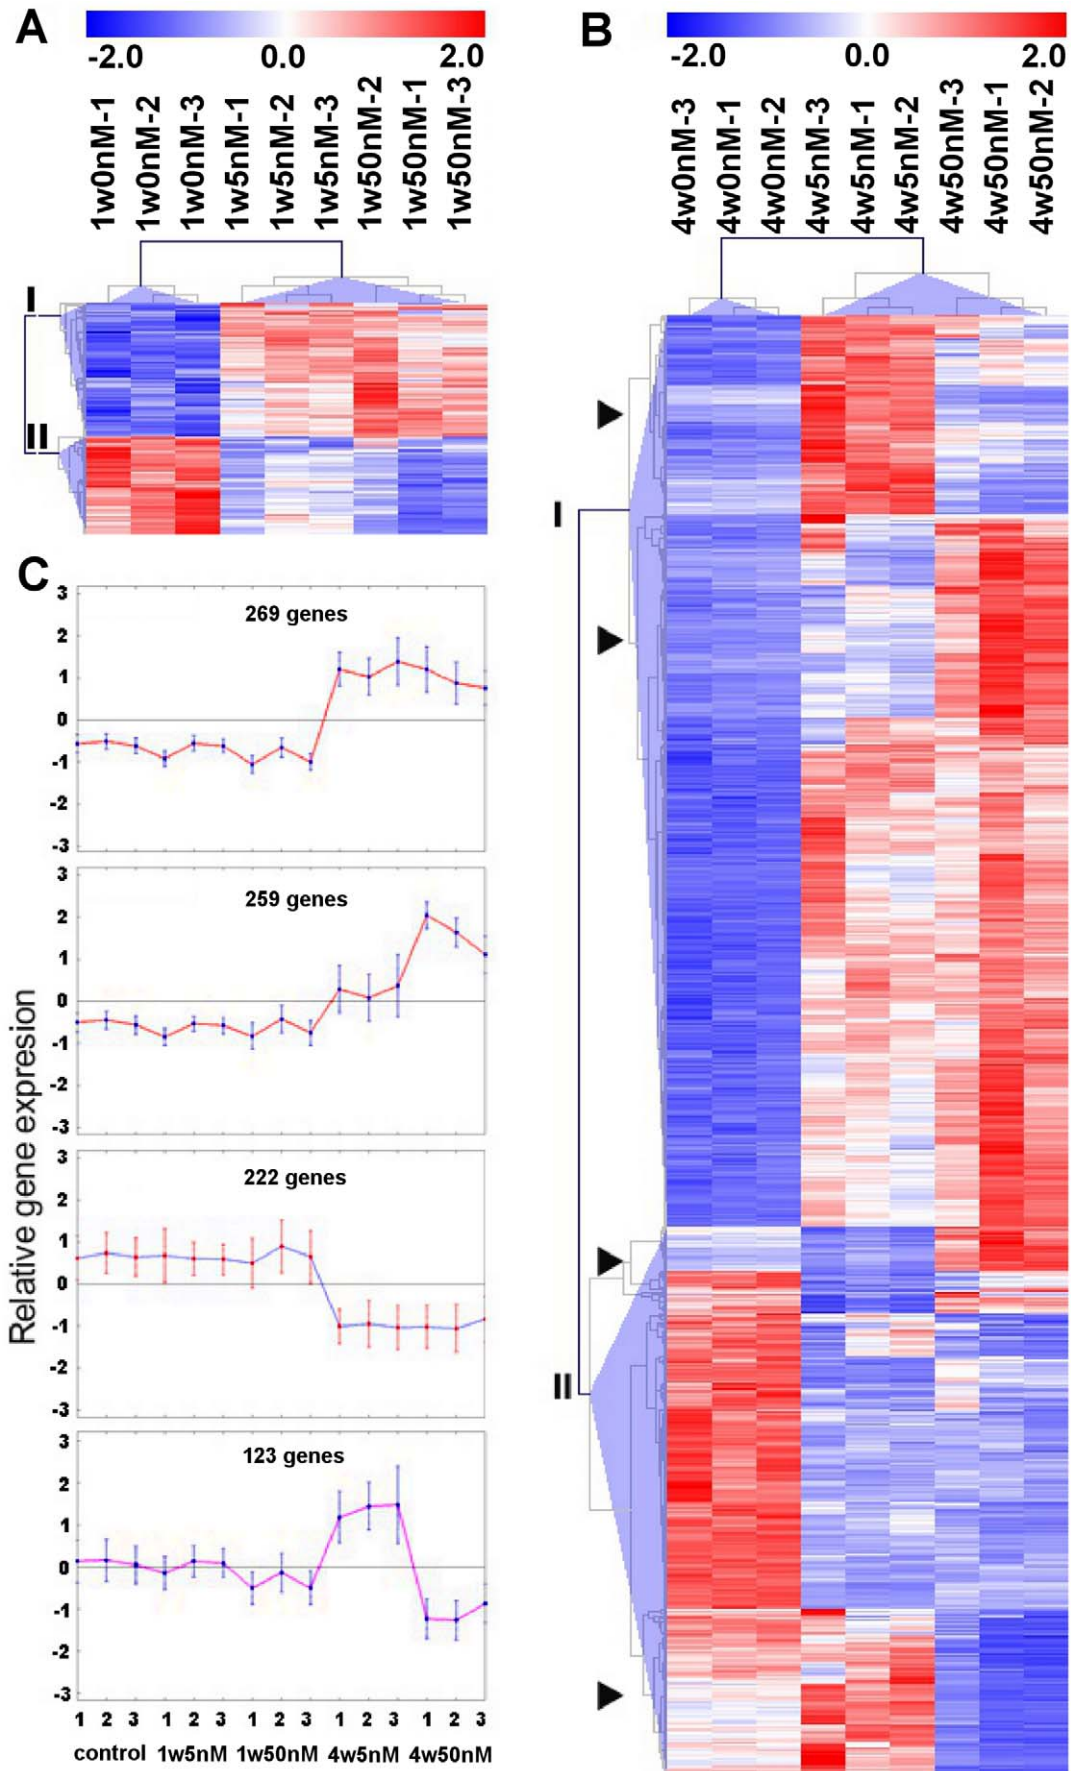 A
-2.0 0.0 2.0
1w0nM-1
1w0nM-2
1w0nM-3
1w5nM-1
1w5nM-2
1w5nM-3
1w50nM-2
1w50nM-1
1w50nM-3
I
II
B
-2.0 0.0 2.0
4w0nM-3
4w0nM-1
4w0nM-2
4w5nM-3
4w5nM-1
4w5nM-2
4w50nM-3
4w50nM-1
4w50nM-2
I
II
C
Relative gene expresion
269 genes
3
2
1
0
-1
-2
-3
259 genes
3
2
1
0
-1
-2
-3
222 genes
3
2
1
0
-1
-2
-3
123 genes
3
2
1
0
-1
-2
-3
1 2 3 1 2 3 1 2 3 1 2 3 1 2 3
control 1w5nM 1w50nM 4w5nM 4w50nM